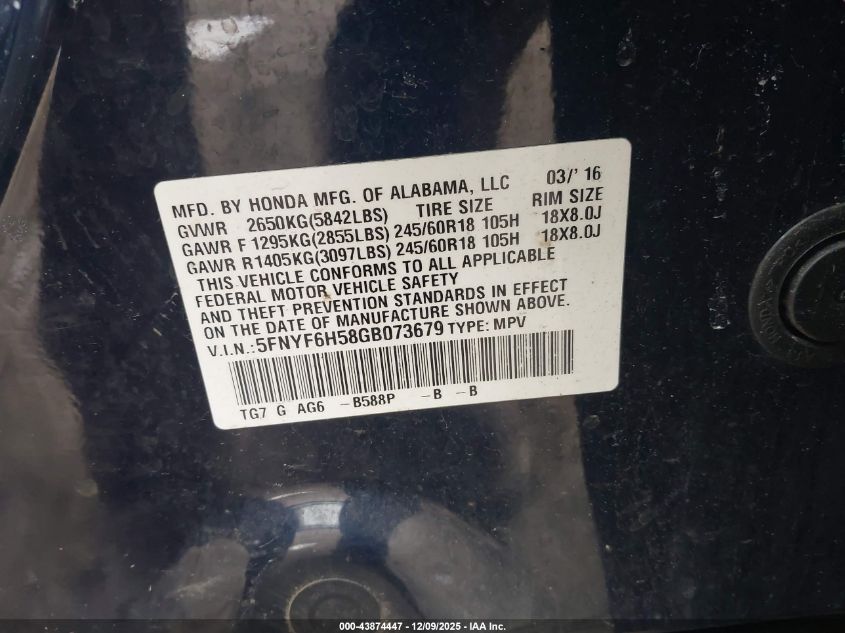 MFD. BY HONDA MFG. OF ALABAMA, LLC 03/' 16
GVWR 2650KG(5842LBS) TIRE SIZE RIM SIZE
GAWR F 1295KG(2855LBS) 245/60R18 105H 18X8.0J
GAWR R1405KG(3097LBS) 245/60R18 105H 18X8.0J
THIS VEHICLE CONFORMS TO ALL APPLICABLE
FEDERAL MOTOR VEHICLE SAFETY
AND THEFT PREVENTION STANDARDS IN EFFECT
ON THE DATE OF MANUFACTURE SHOWN ABOVE.
V.I.N.:5FNYF6H58GB073679 TYPE: MPV
TG7 G AG6 -B588P -B -B
HONDA
000-43874447 - 12/09/2025 - IAA Inc.